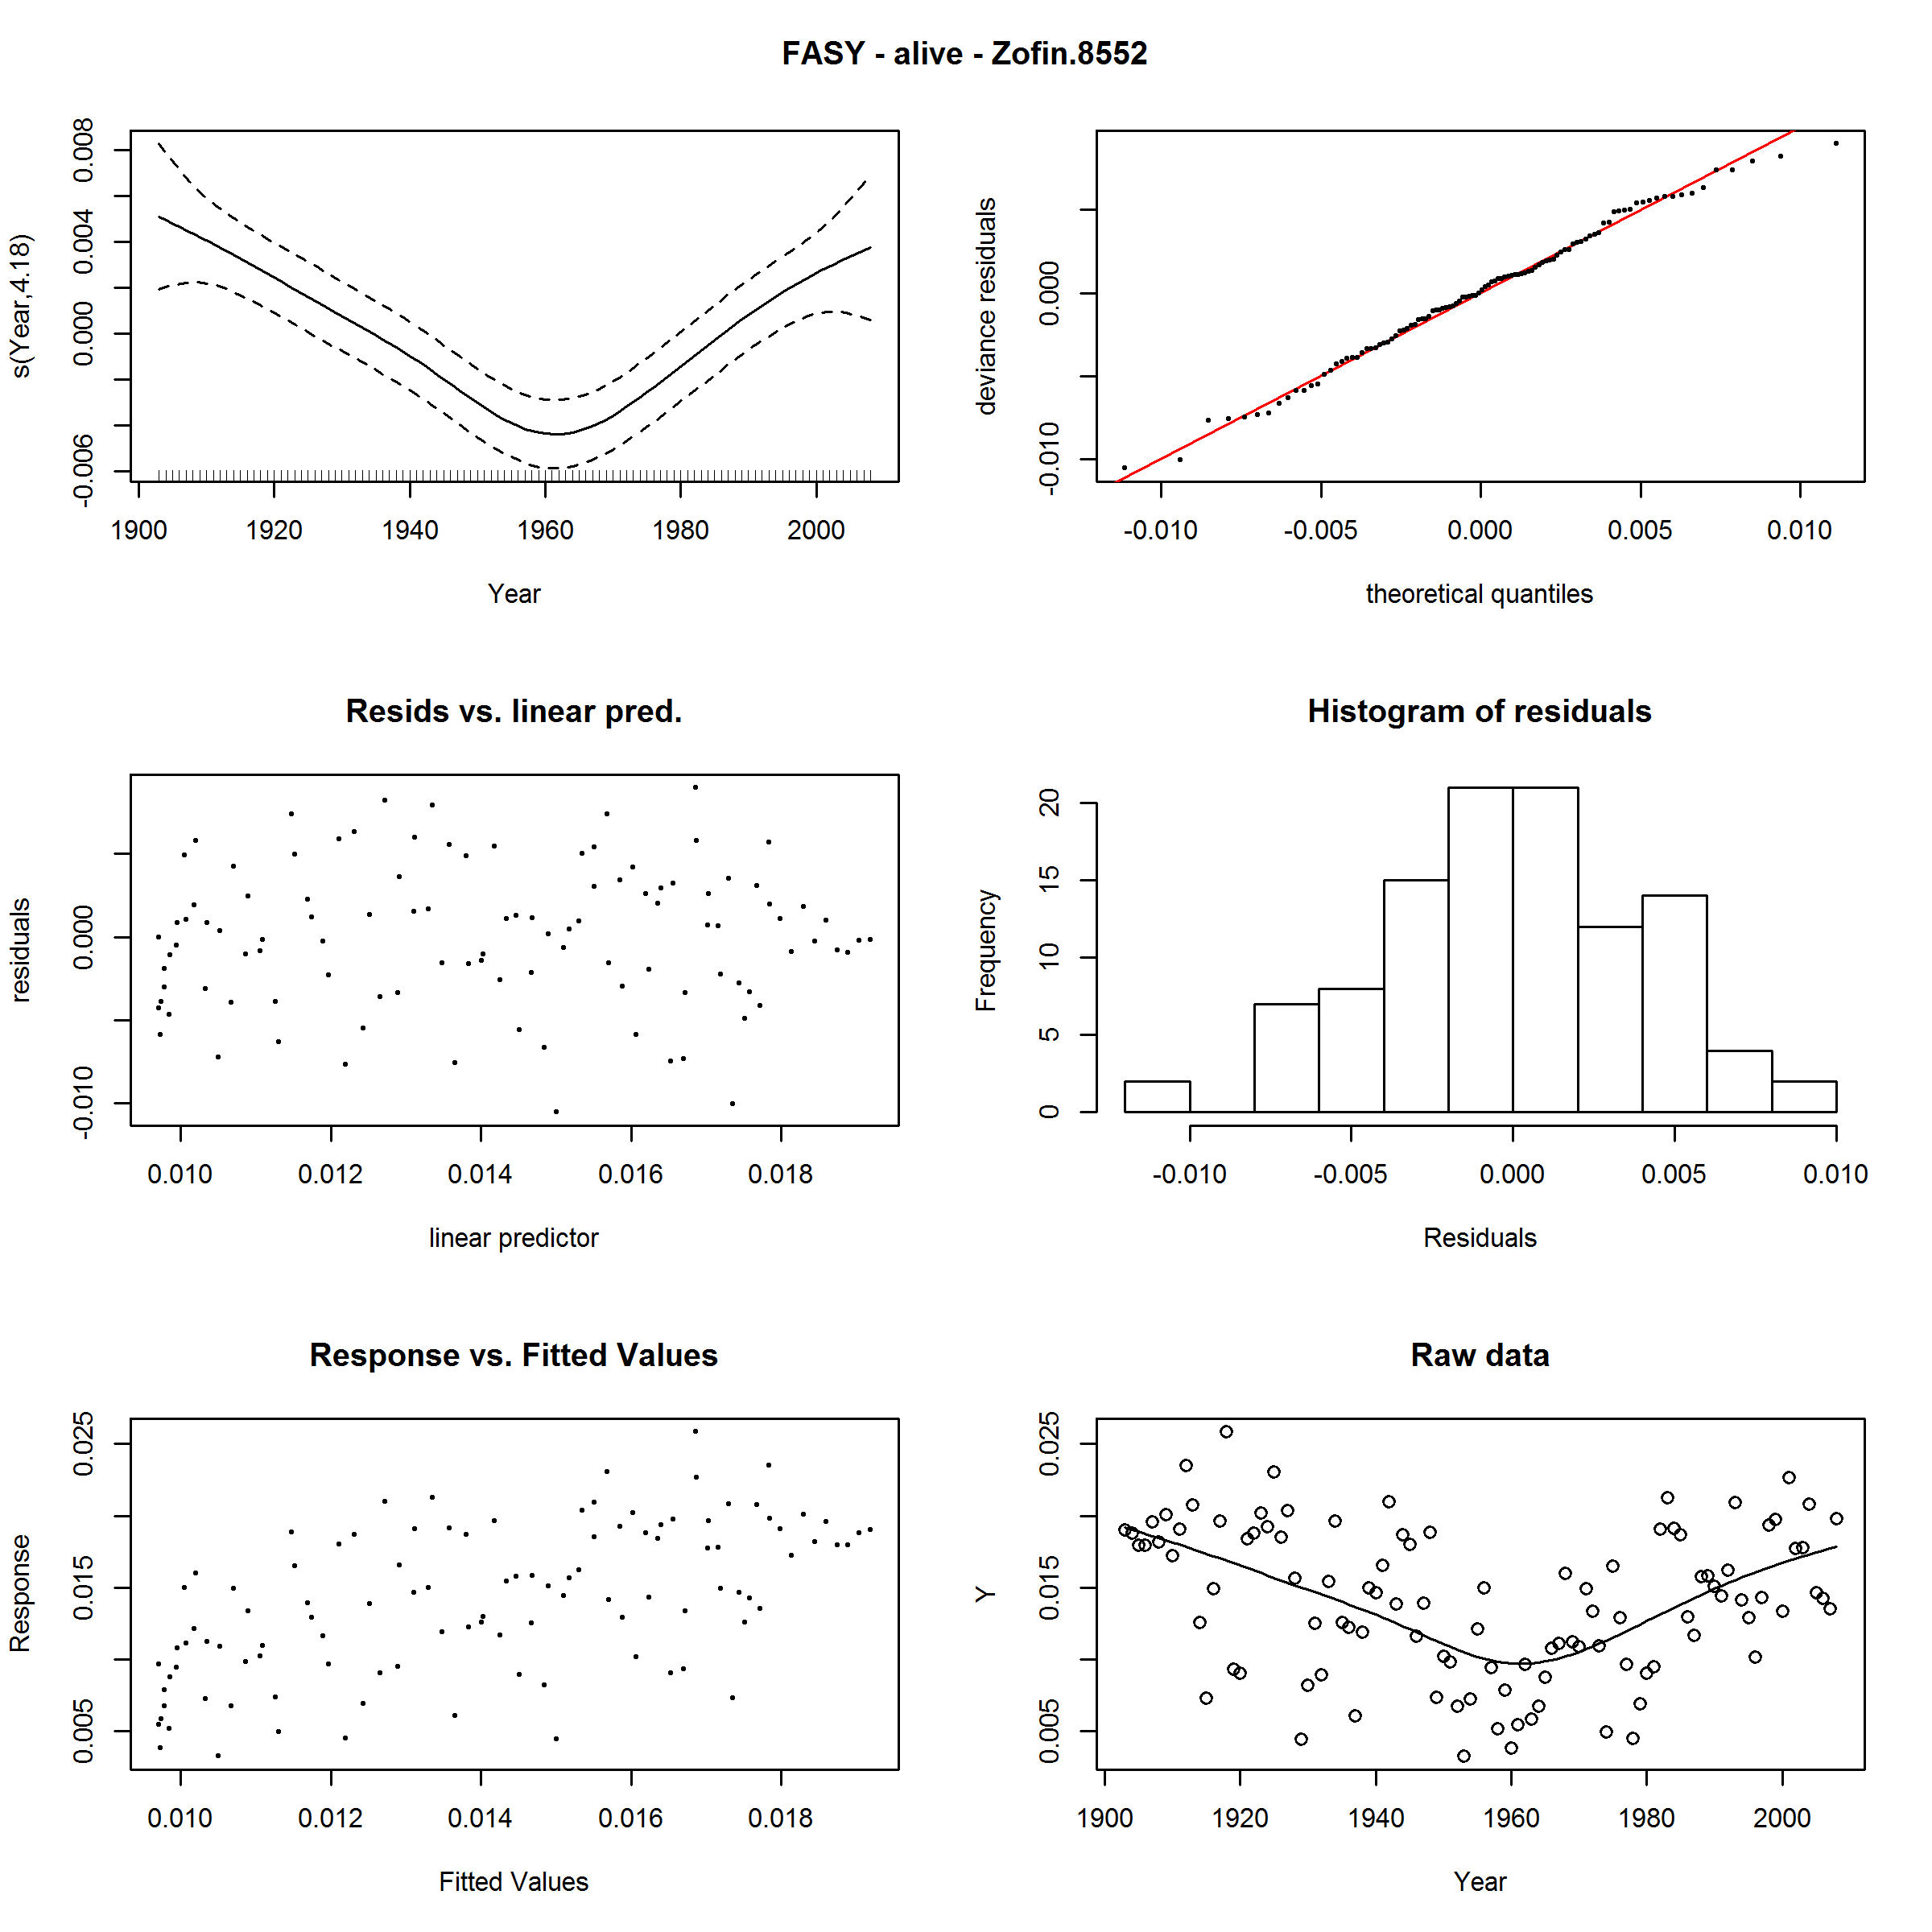 FASY - alive - Zofin.8552
s(Year,4.18)
-0.006 0.000 0.004 0.008
1900 1920 1940 1960 1980 2000
Year
deviance residuals
-0.010 0.000
-0.010 -0.005 0.000 0.005 0.010
theoretical quantiles
Resids vs. linear pred.
residuals
-0.010 0.000
0.010 0.012 0.014 0.016 0.018
linear predictor
Histogram of residuals
Frequency
0 5 10 15 20
-0.010 -0.005 0.000 0.005 0.010
Residuals
Response vs. Fitted Values
Response
0.005 0.015 0.025
0.010 0.012 0.014 0.016 0.018
Fitted Values
Raw data
Y
0.005 0.015 0.025
1900 1920 1940 1960 1980 2000
Year